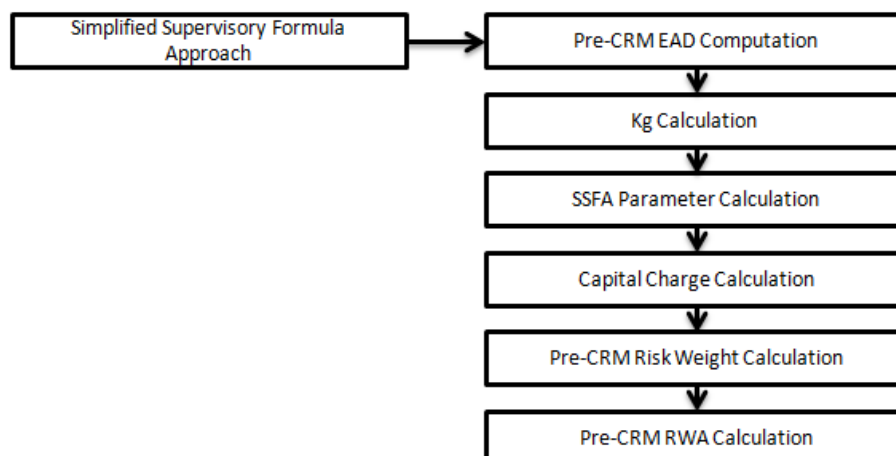 Simplified Supervisory Formula
Approach
Pre-CRM EAD Computation
Kg Calculation
SSFA Parameter Calculation
Capital Charge Calculation
Pre-CRM Risk Weight Calculation
Pre-CRM RWA Calculation